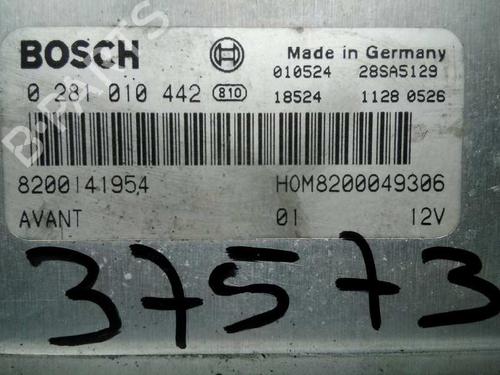 BOSCH
Made in Germany
010524 28SA5129
0 281 010 442 810
18524 1128 0526
8200141954 HOM8200049306
AVANT 01 12V
37573
B-PARTS